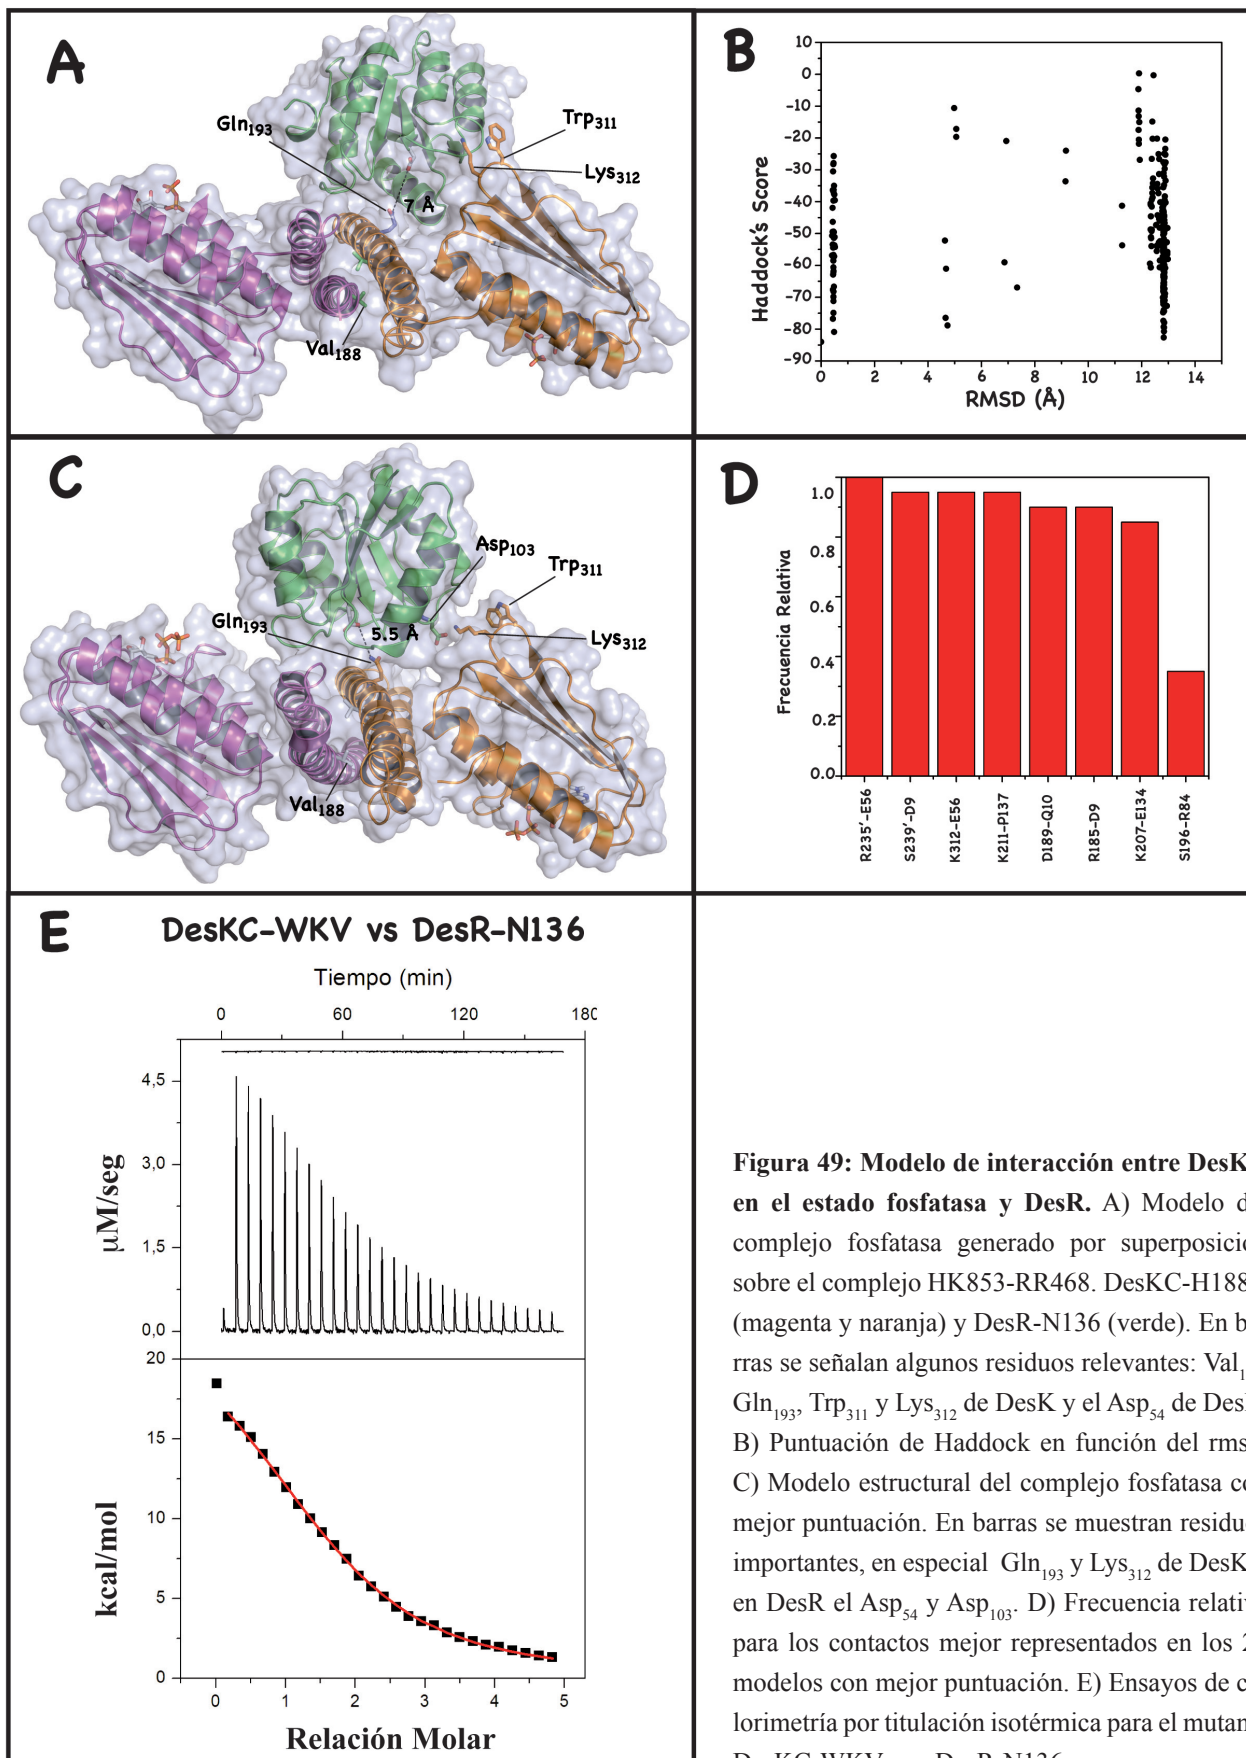 A
Gln193
Trp311
Lys312
7 Å
Val188
B
10
0
-10
-20
-30
-40
-50
-60
-70
-80
-90
Haddock's Score
0 2 4 6 8 10 12 14
RMSD (Å)
C
Asp103
Trp311
Gln193
5.5 Å
Lys312
Val188
D
1.0
0.8
0.6
0.4
0.2
0.0
Frecuencia Relativa
R235'-E56
S239'-D9
K312-E56
K211-P137
D189-Q10
R185-D9
K207-E134
S196-R84
E
DesKC-WKV vs DesR-N136
Tiempo (min)
0 60 120 180
4,5
3,0
1,5
0,0
µM/seg
20
15
10
5
0
kcal/mol
0 1 2 3 4 5
Relación Molar
Figura 49: Modelo de interacción entre DesK
en el estado fosfatasa y DesR. A) Modelo d
complejo fosfatasa generado por superposicio
sobre el complejo HK853-RR468. DesKC-H188
(magenta y naranja) y DesR-N136 (verde). En b
rras se señalan algunos residuos relevantes: Val1
Gln193, Trp311 y Lys312 de DesK y el Asp54 de Des
B) Puntuación de Haddock en función del rms
C) Modelo estructural del complejo fosfatasa co
mejor puntuación. En barras se muestran residu
importantes, en especial Gln193 y Lys312 de DesK
en DesR el Asp54 y Asp103. D) Frecuencia relativ
para los contactos mejor representados en los 2
modelos con mejor puntuación. E) Ensayos de c
lorimetría por titulación isotérmica para el mutan
DesKC-WKV DesR-N136